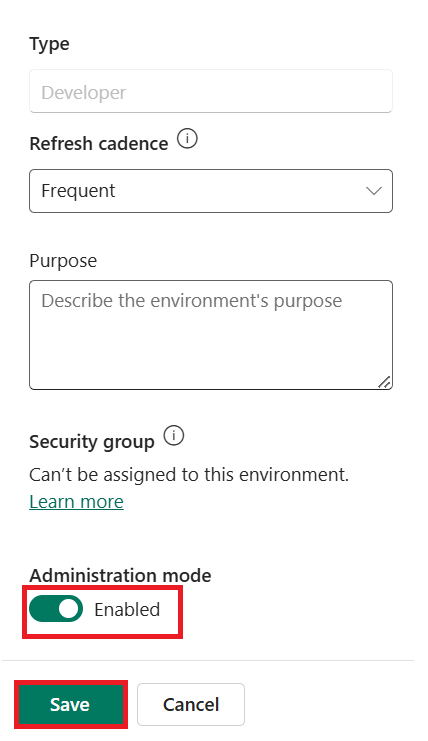 Type
Developer
Refresh cadence
Frequent
Purpose
Describe the environment's purpose
Security group
Can’t be assigned to this environment.
Learn more
Administration mode
Enabled
Save Cancel